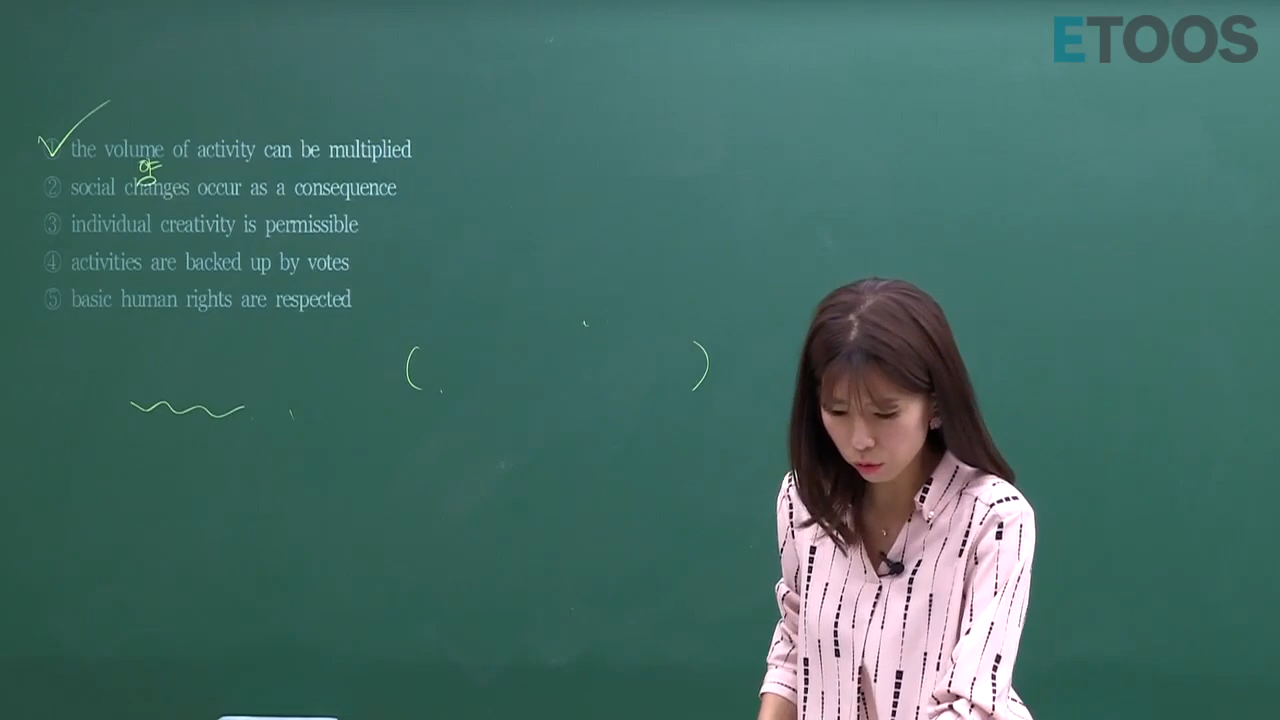 ETOOS
① the volume of activity can be multiplied
양
② social changes occur as a consequence
③ individual creativity is permissible
④ activities are backed up by votes
⑤ basic human rights are respected